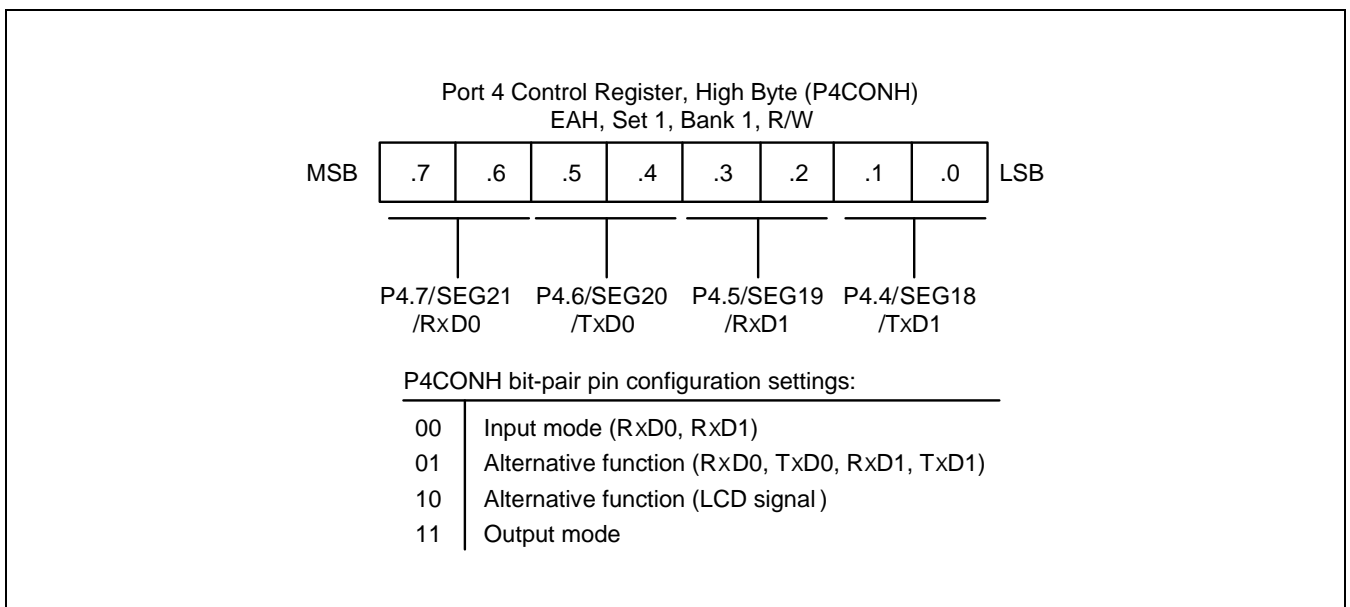 Port 4 Control Register, High Byte (P4CONH)
EAH, Set 1, Bank 1, R/W
MSB .7 .6 .5 .4 .3 .2 .1 .0 LSB
P4.7/SEG21 P4.6/SEG20 P4.5/SEG19 P4.4/SEG18
/RxD0 /TxD0 /RxD1 /TxD1
P4CONH bit-pair pin configuration settings:
00 Input mode (RxD0, RxD1)
01 Alternative function (RxD0, TxD0, RxD1, TxD1)
10 Alternative function (LCD signal)
11 Output mode